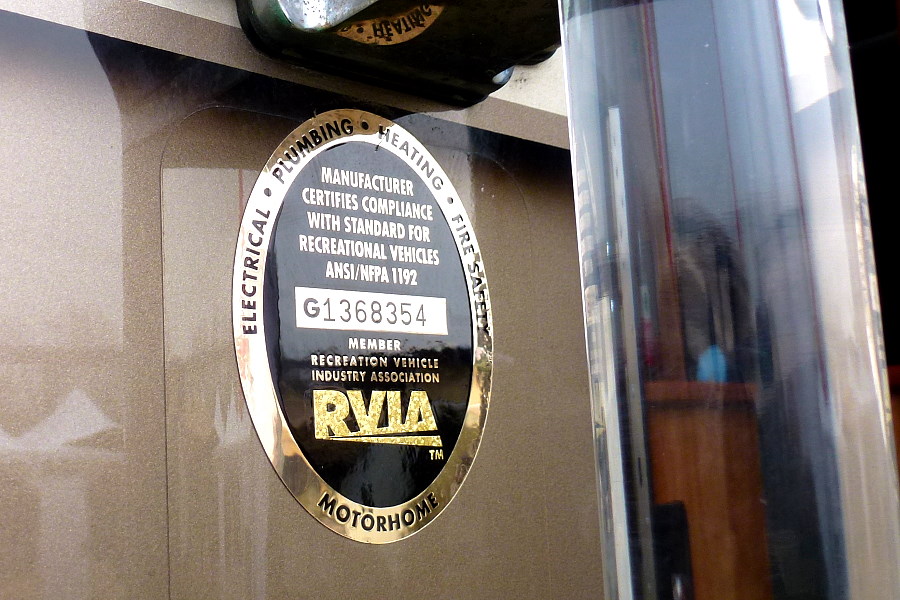 ELECTRICAL • PLUMBING • HEATING • FIRE SAFETY
MANUFACTURER
CERTIFIES COMPLIANCE
WITH STANDARD FOR
RECREATIONAL VEHICLES
ANSI/NFPA 1192
G1368354
MEMBER
RECREATION VEHICLE
INDUSTRY ASSOCIATION
RVIA
TM
MOTORHOME